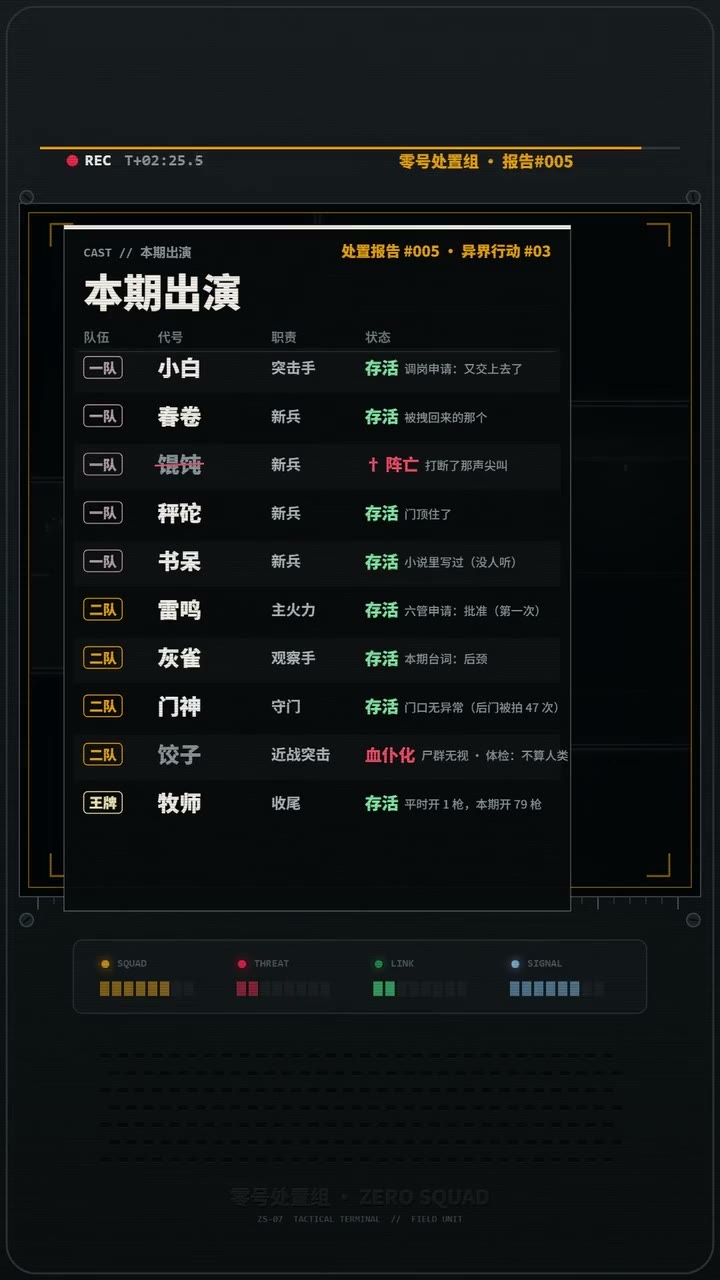 REC T+02:25.5 零号处置组 · 报告#005
CAST // 本期出演 处置报告 #005 · 异界行动 #03
本期出演
队伍 代号 职责 状态
一队 小白 突击手 存活 调岗申请：又交上去了
一队 春卷 新兵 存活 被拽回来的那个
一队 馄饨 新兵 † 阵亡 打断了那声尖叫
一队 秤砣 新兵 存活 门顶住了
一队 书呆 新兵 存活 小说里写过（没人听）
二队 雷鸣 主火力 存活 六管申请：批准（第一次）
二队 灰雀 观察手 存活 本期台词：后颈
二队 门神 守门 存活 门口无异常（后门被拍 47 次）
二队 饺子 近战突击 血仆化 尸群无视 · 体检：不算人类
王牌 牧师 收尾 存活 平时开 1 枪，本期开 79 枪
SQUAD THREAT LINK SIGNAL
零号处置组 · ZERO SQUAD
ZS-07 TACTICAL TERMINAL // FIELD UNIT